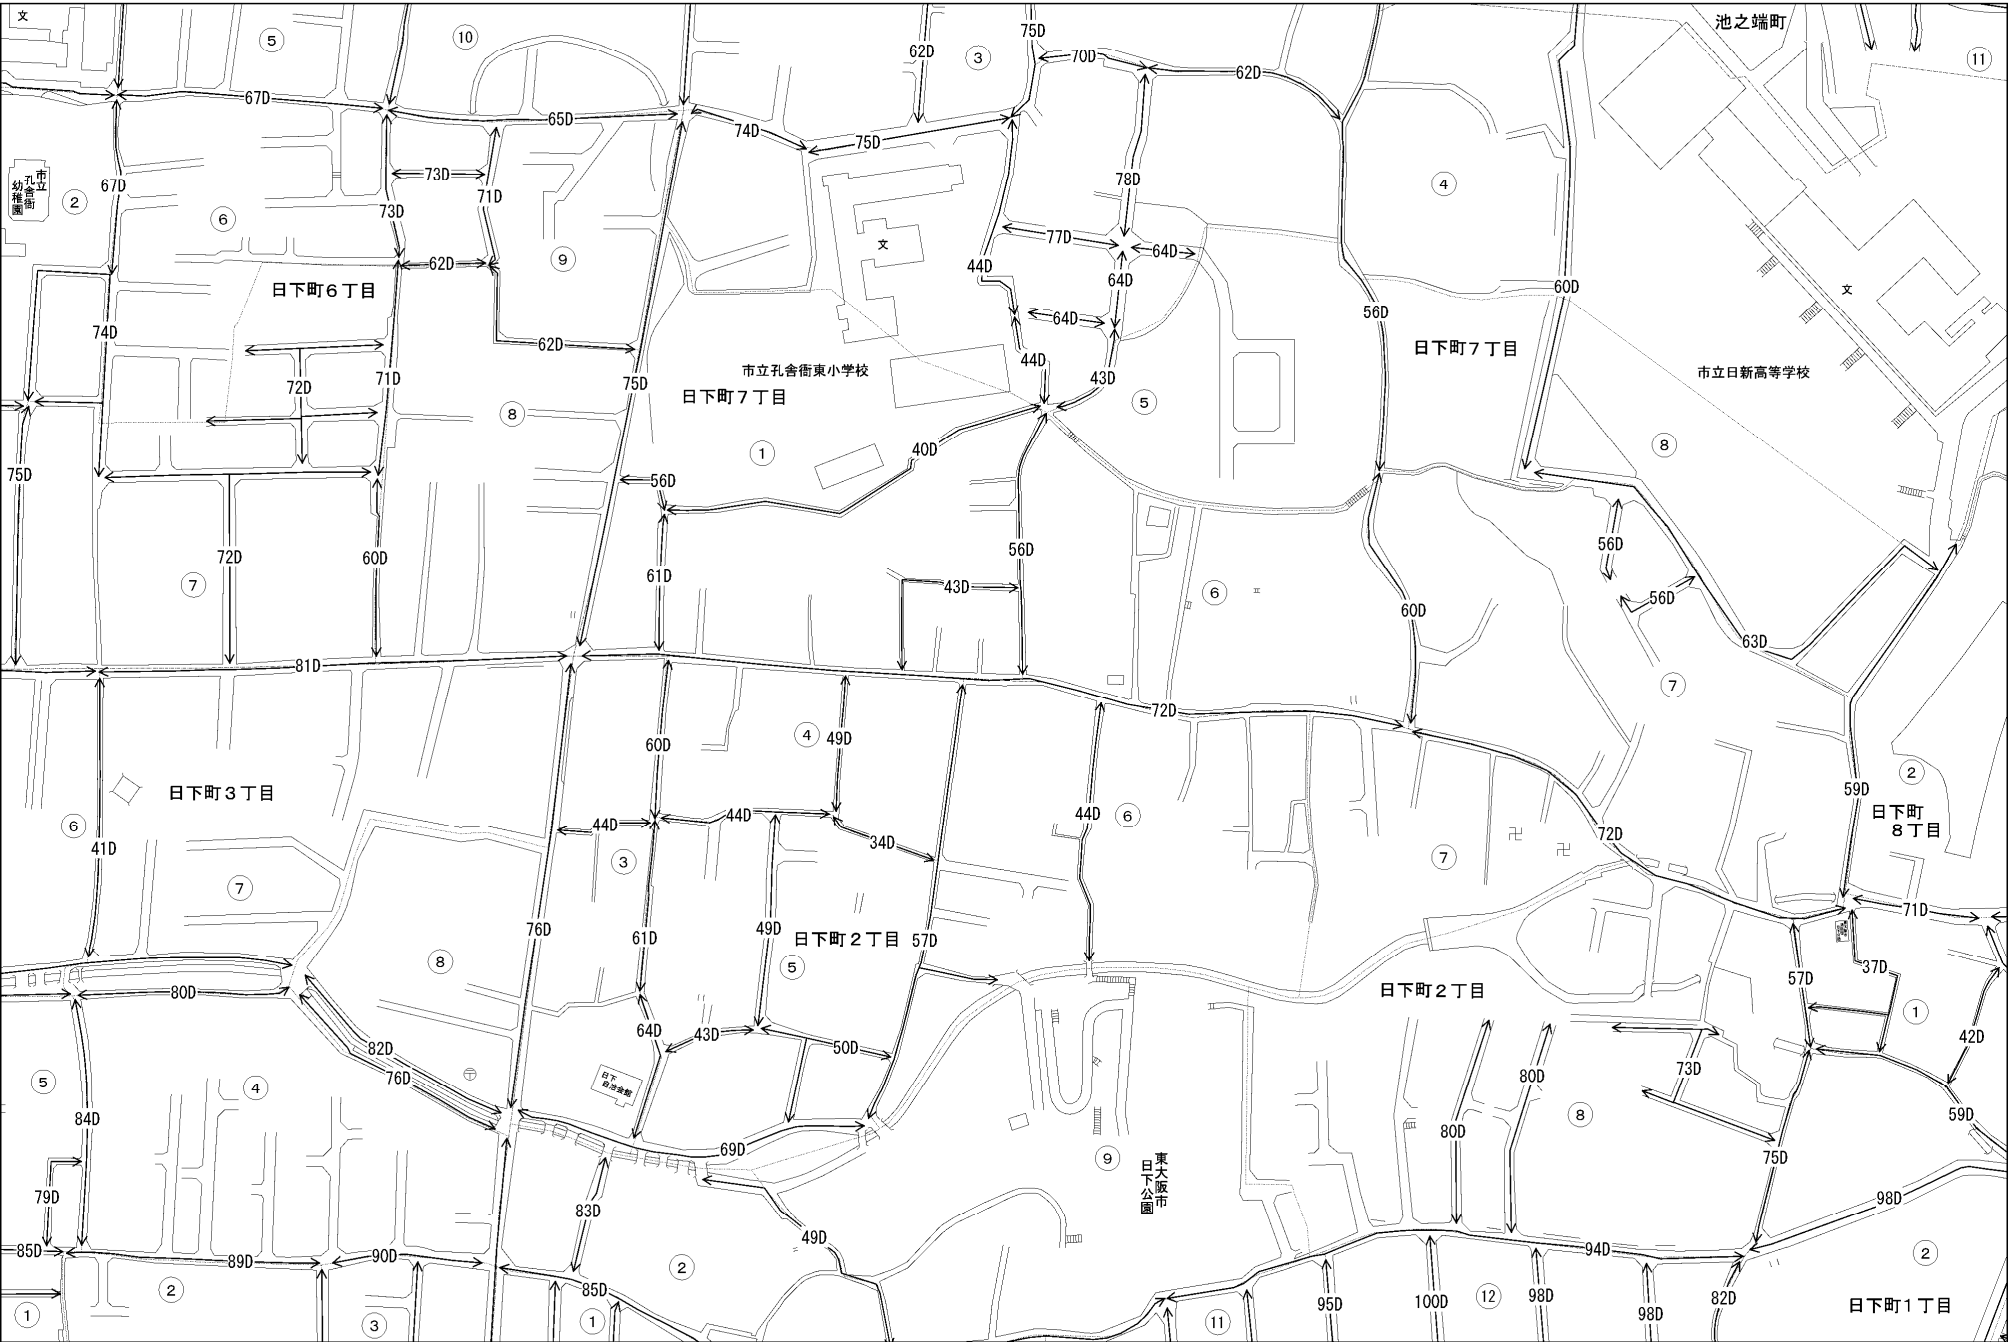 文
⑤
⑩
62D
③
75D
70D
62D
池之端町
⑪
67D
65D
74D
75D
市立
孔舎衙
幼稚園
②
67D
⑥
73D
73D
71D
⑨
62D
文
78D
77D
64D
44D
64D
64D
④
60D
文
日下町6丁目
74D
62D
75D
56D
72D
71D
市立孔舎衙東小学校
日下町7丁目
44D
43D
日下町7丁目
市立日新高等学校
⑧
①
⑤
⑧
75D
40D
56D
72D
60D
⑦
61D
56D
43D
⑥
60D
56D
56D
63D
81D
⑦
72D
60D
④
49D
44D
⑥
59D
②
日下町
8丁目
日下町3丁目
⑥
41D
⑦
44D
44D
34D
③
72D
⑦
71D
76D
61D
49D
日下町2丁目
57D
⑤
⑧
80D
日下町2丁目
57D
37D
①
42D
82D
76D
64D
43D
50D
日下
自治会館
⑤
④
84D
80D
80D
73D
⑧
59D
69D
⑨
東大阪市
日下公園
75D
79D
83D
49D
98D
85D
89D
90D
85D
②
94D
②
①
②
③
①
⑪
95D
100D
⑫
98D
98D
82D
日下町1丁目